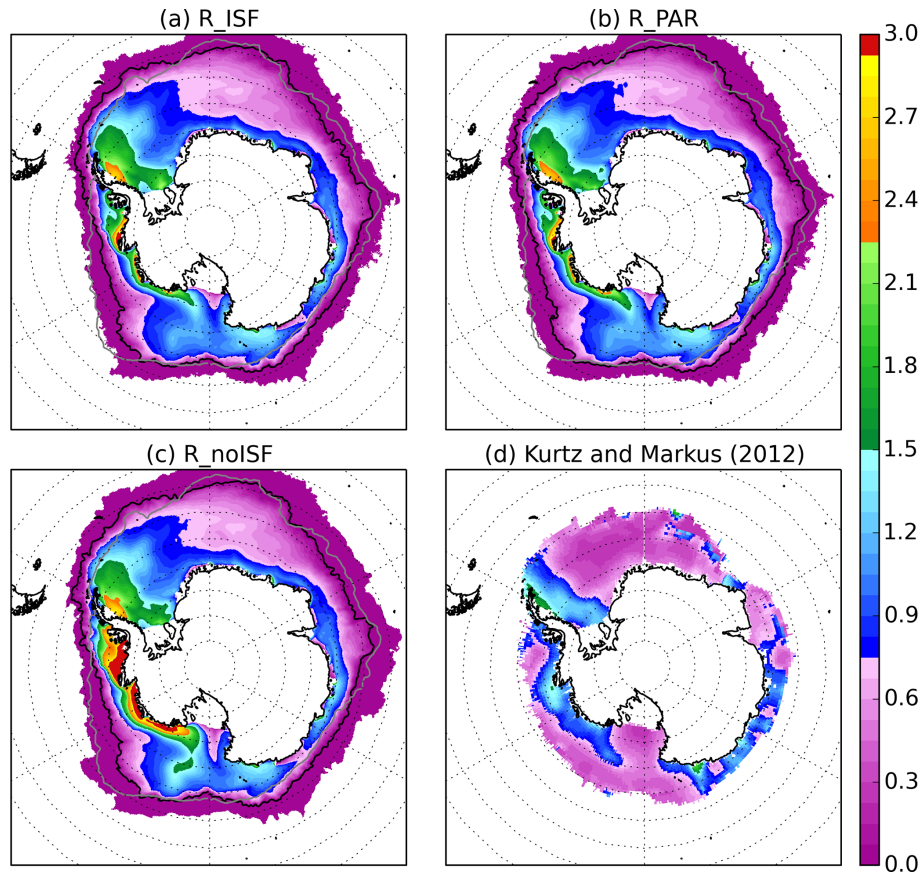 (a) R_ISF
(b) R_PAR
(c) R_noISF
(d) Kurtz and Markus (2012)
3.0
2.7
2.4
2.1
1.8
1.5
1.2
0.9
0.6
0.3
0.0